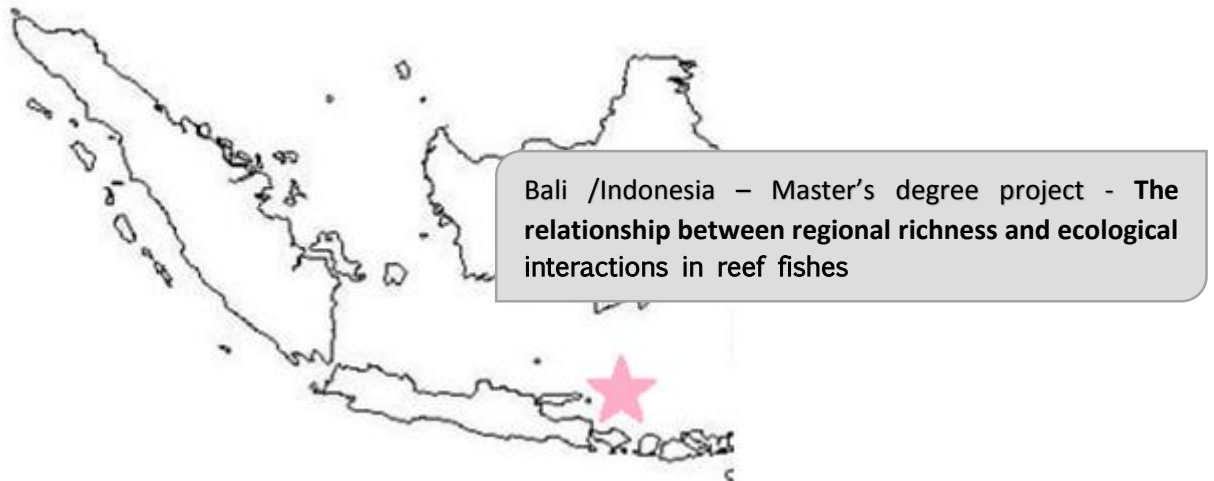 Bali /Indonesia – Master’s degree project - The
relationship between regional richness and ecological
interactions in reef fishes